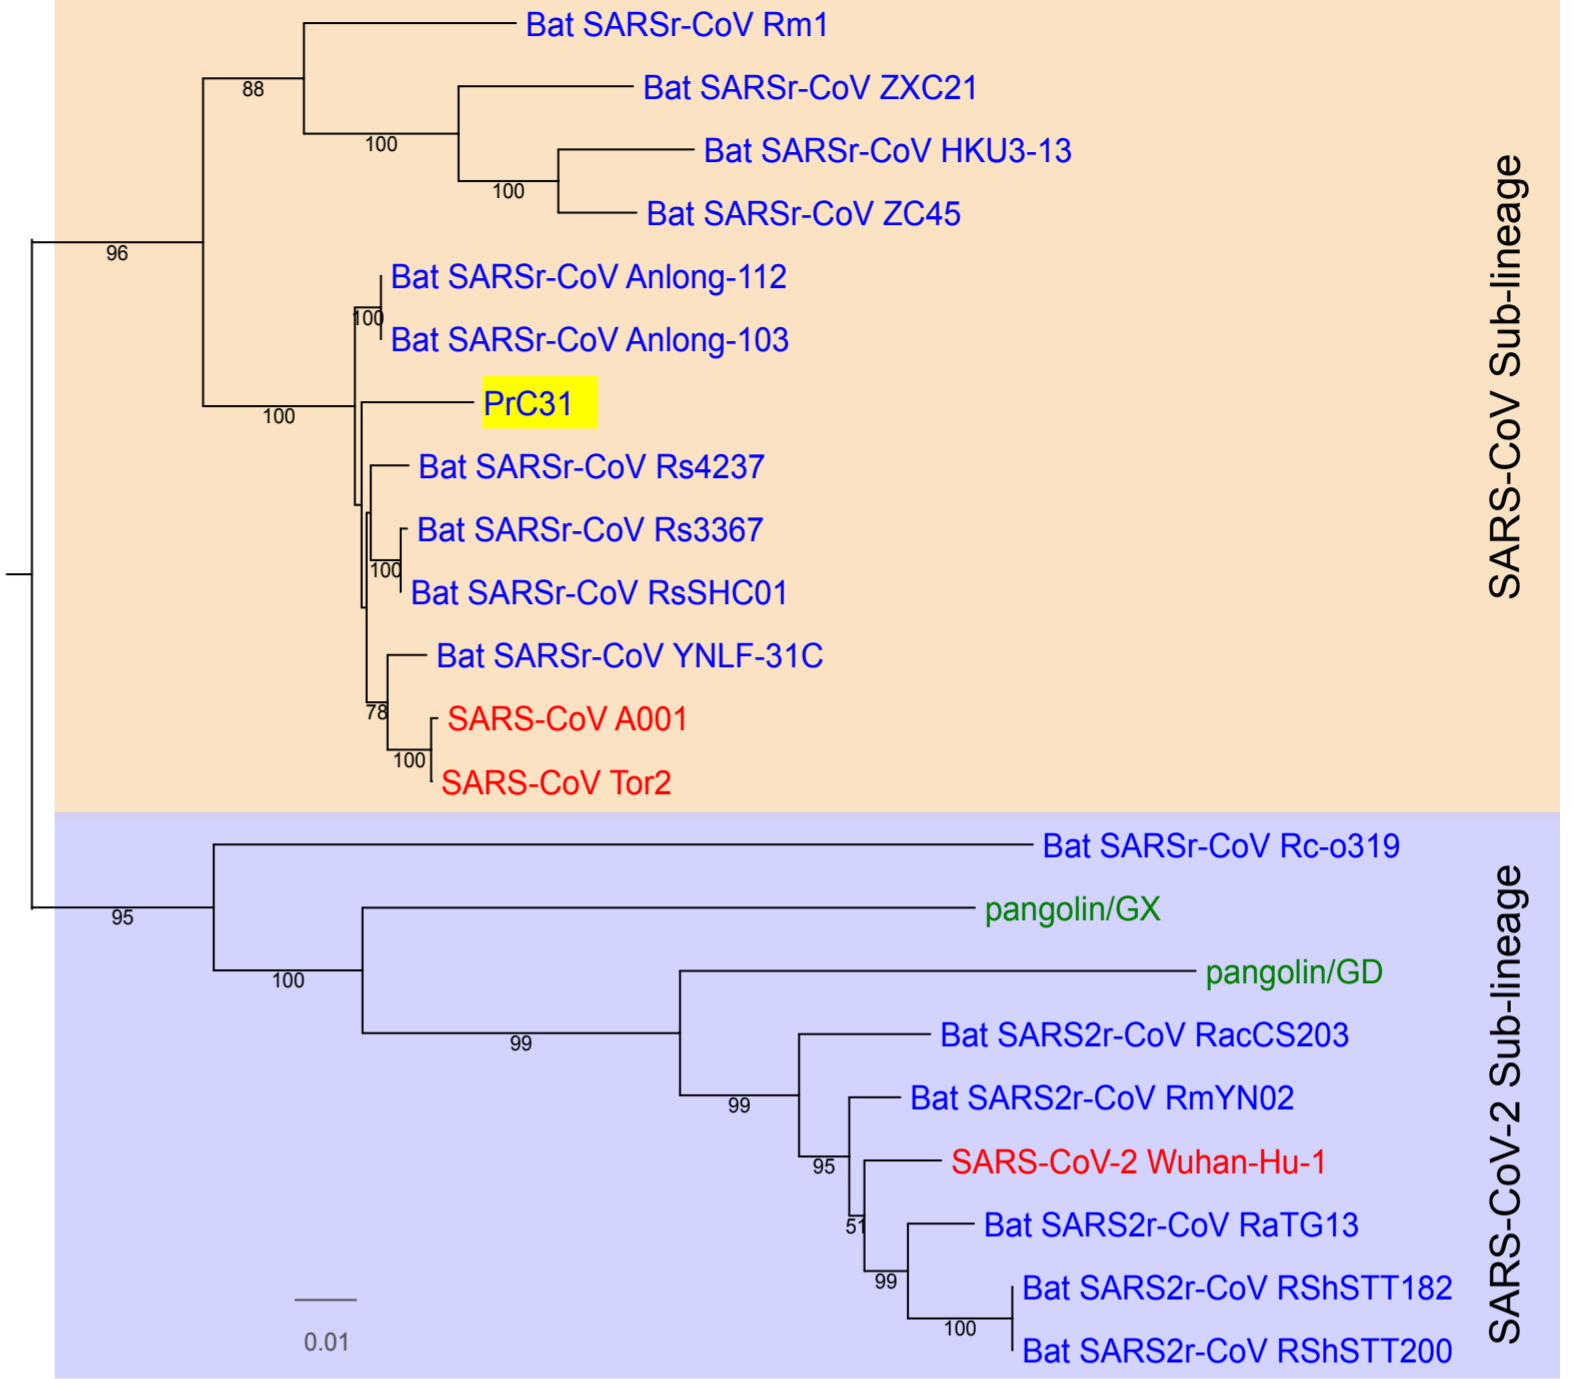 Bat SARSr-CoV Rm1
88
Bat SARSr-CoV ZXC21
100
Bat SARSr-CoV HKU3-13
100
Bat SARSr-CoV ZC45
96
Bat SARSr-CoV Anlong-112
100
Bat SARSr-CoV Anlong-103
PrC31
100
Bat SARSr-CoV Rs4237
Bat SARSr-CoV Rs3367
100
Bat SARSr-CoV RsSHC01
Bat SARSr-CoV YNLF-31C
78
SARS-CoV A001
100
SARS-CoV Tor2
SARS-CoV Sub-lineage
Bat SARSr-CoV Rc-o319
95
pangolin/GX
100
pangolin/GD
99
Bat SARS2r-CoV RacCS203
99
Bat SARS2r-CoV RmYN02
95
SARS-CoV-2 Wuhan-Hu-1
51
Bat SARS2r-CoV RaTG13
99
Bat SARS2r-CoV RShSTT182
100
Bat SARS2r-CoV RShSTT200
0.01
SARS-CoV-2 Sub-lineage